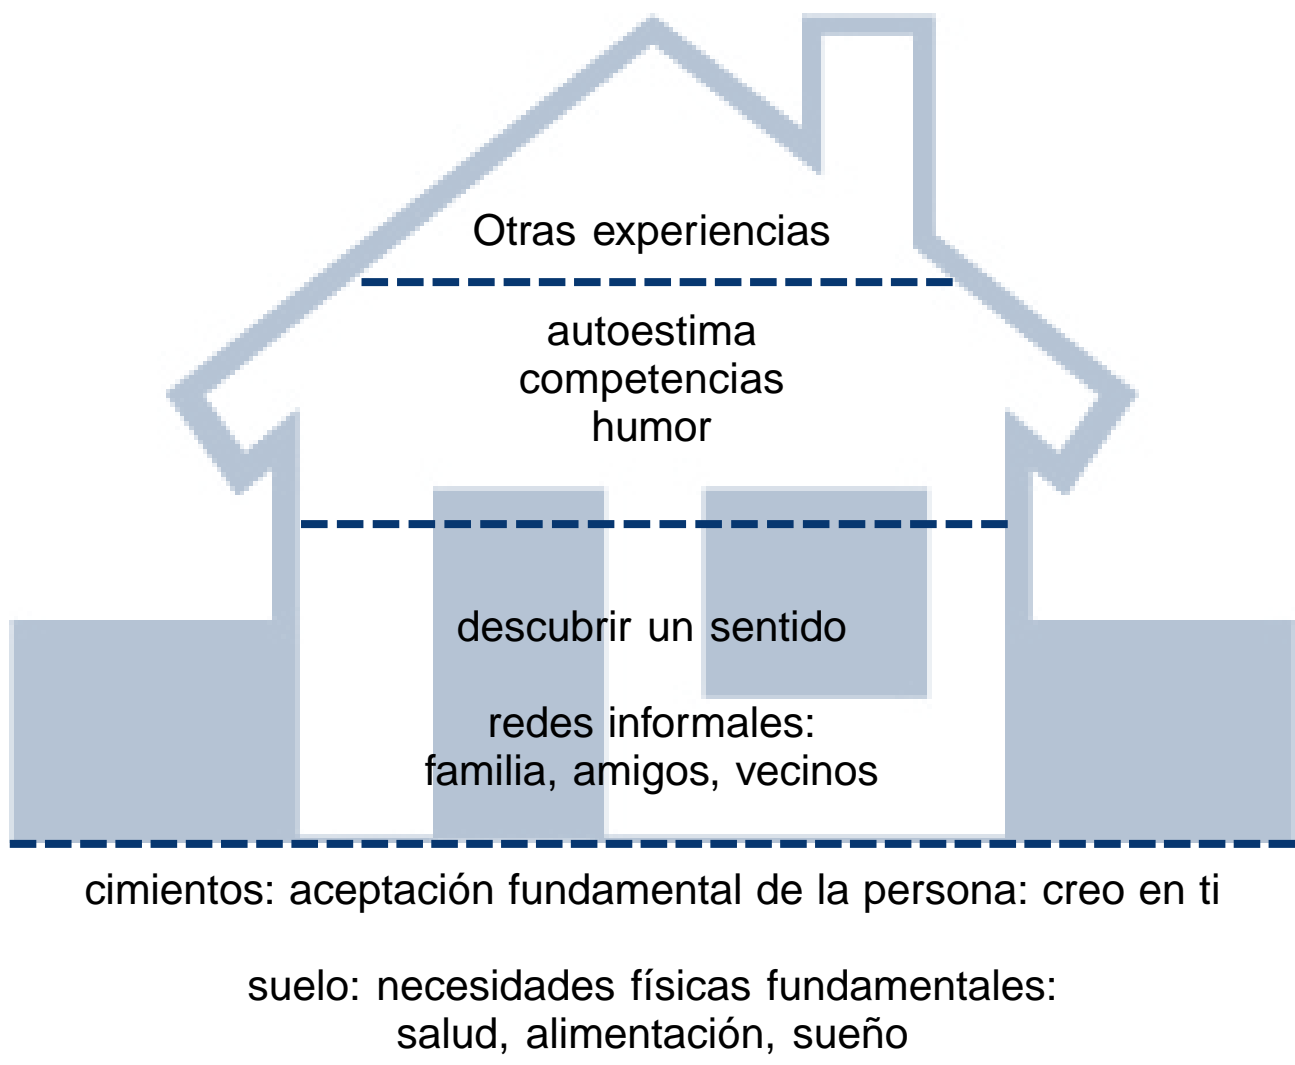 Otras experiencias
autoestima
competencias
humor
descubrir un sentido
redes informales:
familia, amigos, vecinos
cimientos: aceptación fundamental de la persona: creo en ti
suelo: necesidades físicas fundamentales:
salud, alimentación, sueño